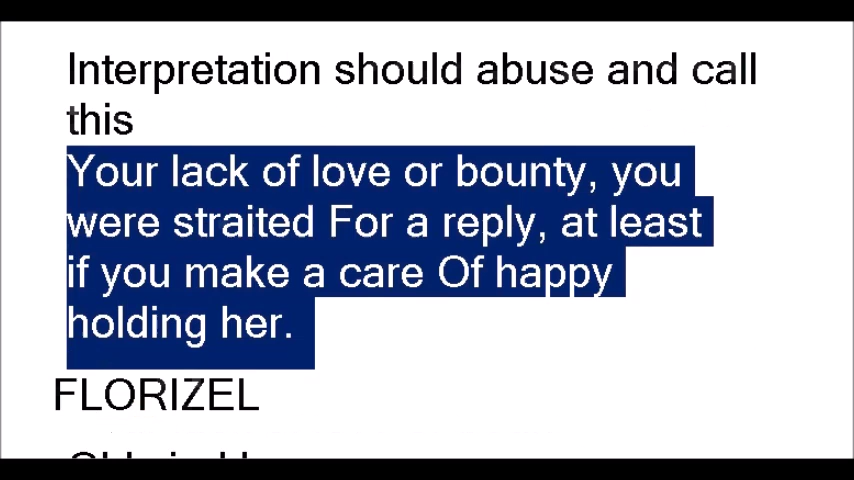 Interpretation should abuse and call
this
Your lack of love or bounty, you
were straited For a reply, at least
if you make a care Of happy
holding her.
FLORIZEL